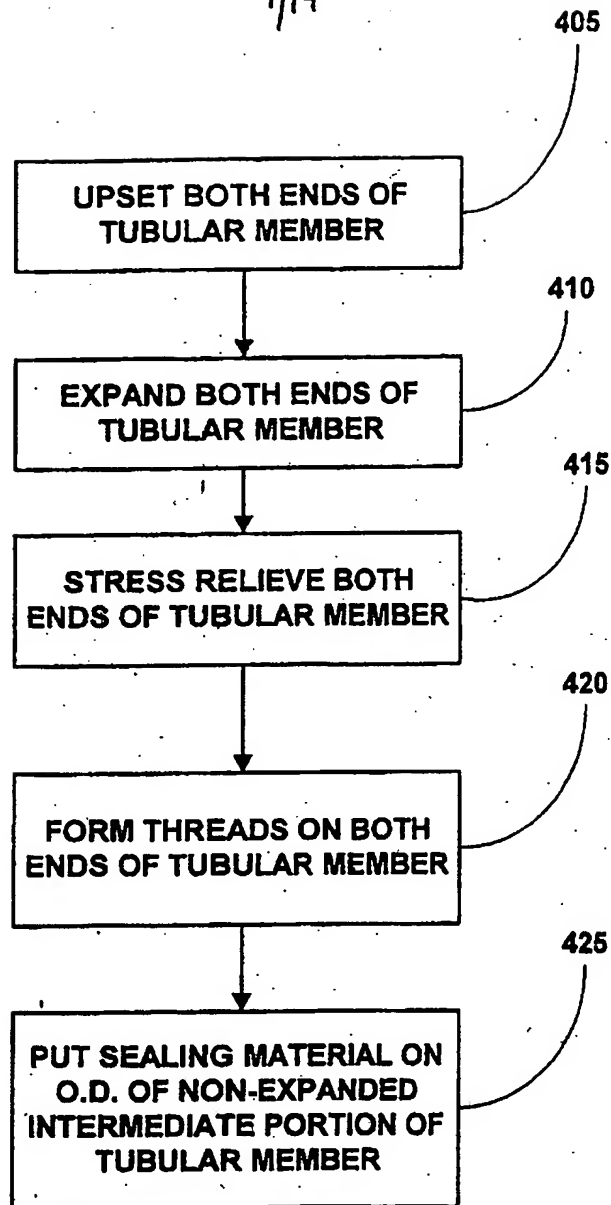 405
UPSET BOTH ENDS OF
TUBULAR MEMBER
410
EXPAND BOTH ENDS OF
TUBULAR MEMBER
415
STRESS RELIEVE BOTH
ENDS OF TUBULAR MEMBER
420
FORM THREADS ON BOTH
ENDS OF TUBULAR MEMBER
425
PUT SEALING MATERIAL ON
O.D. OF NON-EXPANDED
INTERMEDIATE PORTION OF
TUBULAR MEMBER